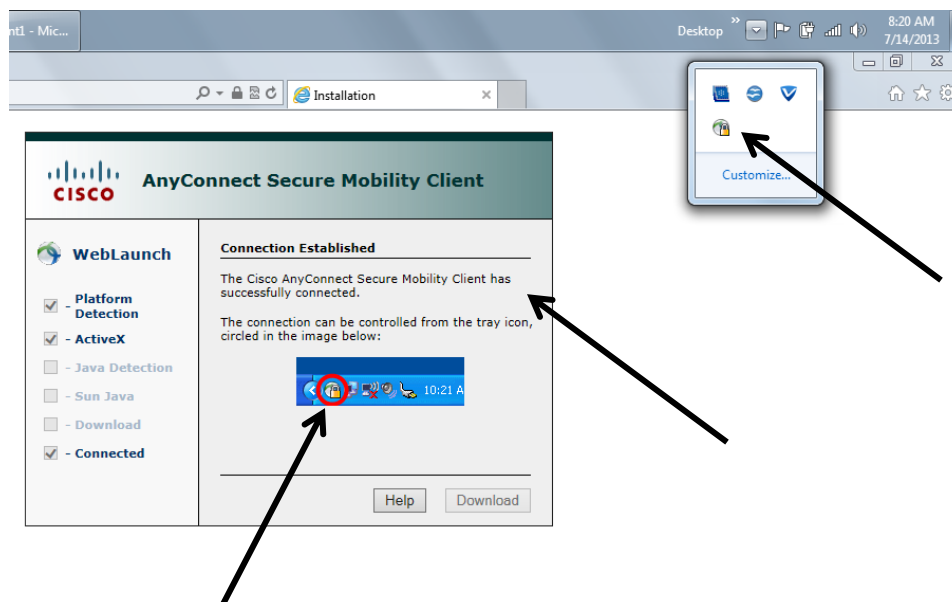 nt1 - Mic...
Desktop
»
8:20 AM
7/14/2013
Installation
Customize...
CISCO
AnyConnect Secure Mobility Client
WebLaunch
- Platform
Detection
- ActiveX
- Java Detection
- Sun Java
- Download
- Connected
Connection Established
The Cisco AnyConnect Secure Mobility Client has
successfully connected.
The connection can be controlled from the tray icon,
circled in the image below:
10:21 A
Help
Download